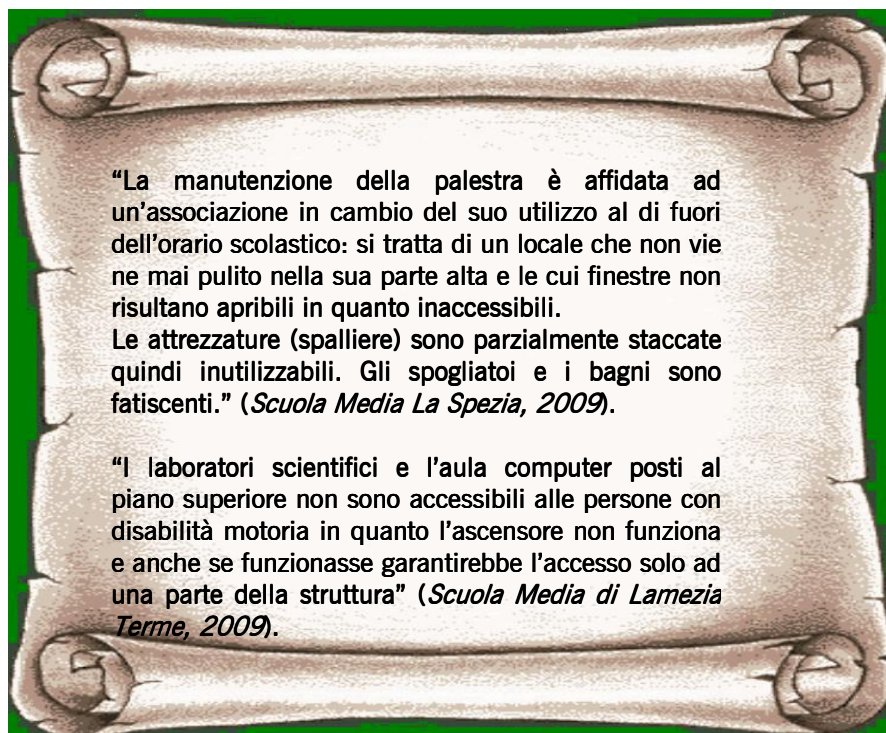 “La manutenzione della palestra è affidata ad
un’associazione in cambio del suo utilizzo al di fuori
dell’orario scolastico: si tratta di un locale che non vie
ne mai pulito nella sua parte alta e le cui finestre non
risultano apribili in quanto inaccessibili.
Le attrezzature (spalliere) sono parzialmente staccate
quindi inutilizzabili. Gli spogliatoi e i bagni sono
fatiscenti.” (Scuola Media La Spezia, 2009).
“I laboratori scientifici e l’aula computer posti al
piano superiore non sono accessibili alle persone con
disabilità motoria in quanto l’ascensore non funziona
e anche se funzionasse garantirebbe l’accesso solo ad
una parte della struttura” (Scuola Media di Lamezia
Terme, 2009).